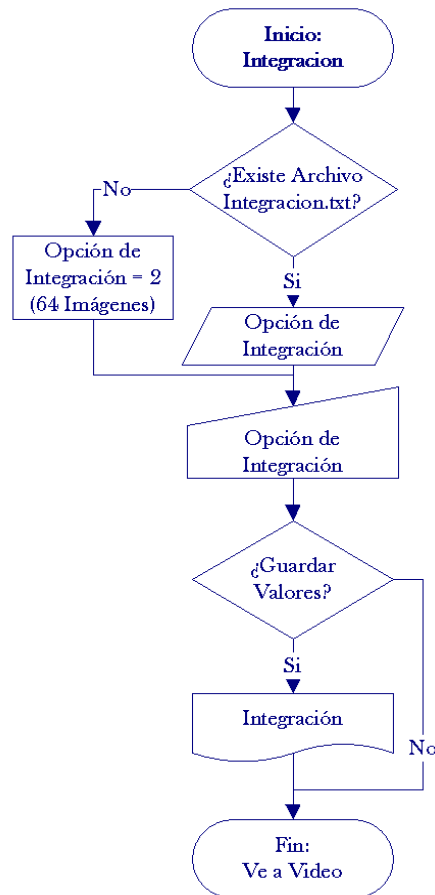 Inicio:
Integracion
¿Existe Archivo
Integracion.txt?
No
Opción de
Integración = 2
(64 Imágenes)
Si
Opción de
Integración
Opción de
Integración
¿Guardar
Valores?
Si
Integración
No
Fin:
Ve a Video